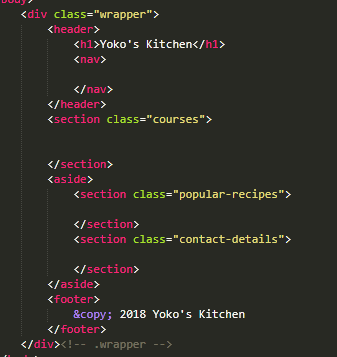 body>
<div class="wrapper">
<header>
<h1>Yoko's Kitchen</h1>
<nav>
</nav>
</header>
<section class="courses">
</section>
<aside>
<section class="popular-recipes">
</section>
<section class="contact-details">
</section>
</aside>
<footer>
&copy; 2018 Yoko's Kitchen
</footer>
</div><!-- .wrapper -->